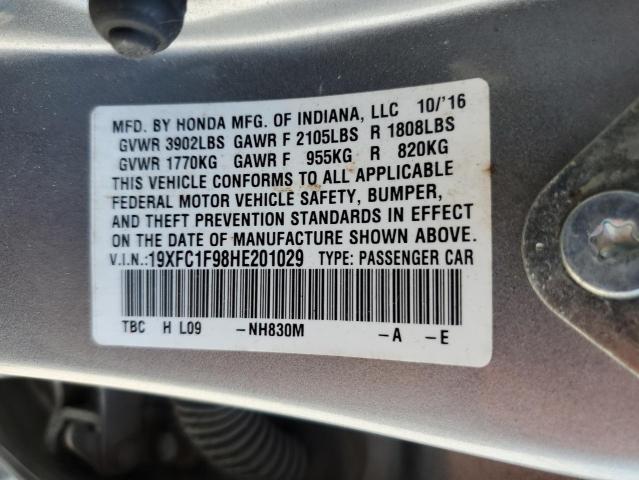 MFD. BY HONDA MFG. OF INDIANA, LLC 10/'16
GVWR 3902LBS GAWR F 2105LBS R 1808LBS
GVWR 1770KG GAWR F 955KG R 820KG
THIS VEHICLE CONFORMS TO ALL APPLICABLE
FEDERAL MOTOR VEHICLE SAFETY, BUMPER,
AND THEFT PREVENTION STANDARDS IN EFFECT
ON THE DATE OF MANUFACTURE SHOWN ABOVE.
V.I.N.:19XFC1F98HE201029 TYPE: PASSENGER CAR
TBC H L09 -NH830M -A -E